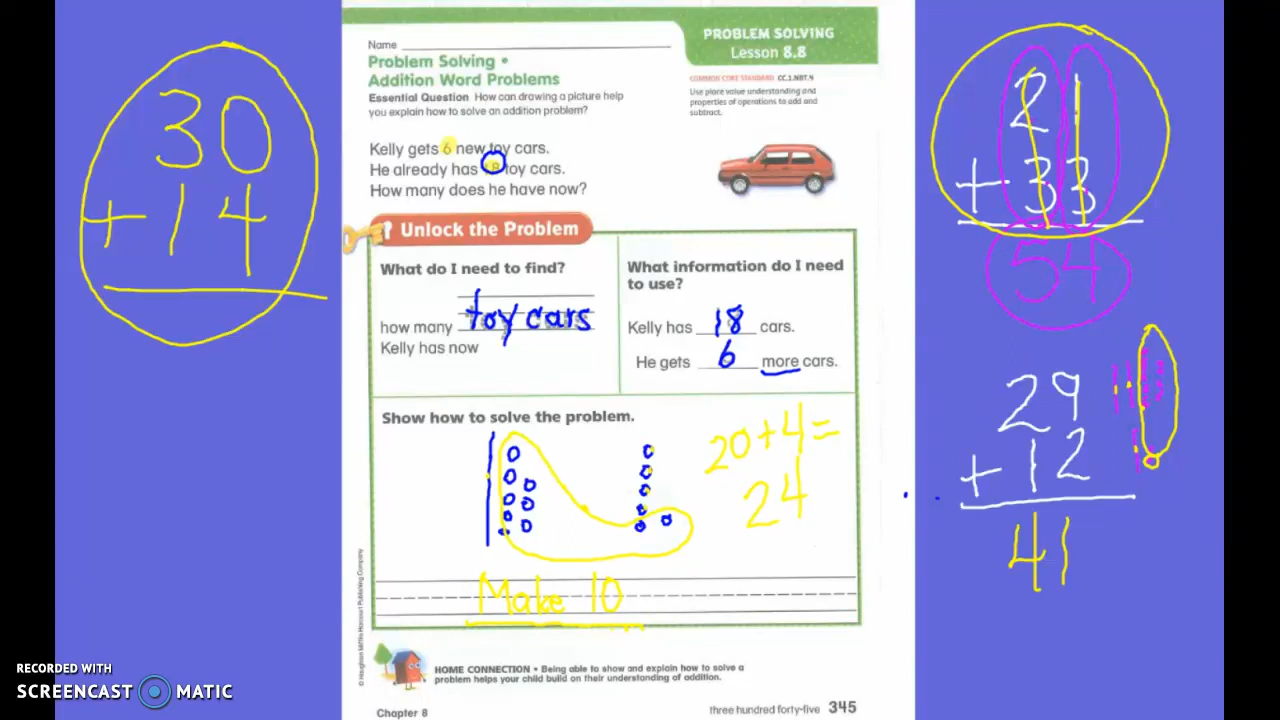 30
+ 14
Name
PROBLEM SOLVING
Lesson 8.8
Problem Solving •
Addition Word Problems
Essential Question How can drawing a picture help
you explain how to solve an addition problem?
COMMON CORE STANDARD CC.1.NBT.4
Use place value understanding and
properties of operations to add and
subtract.
Kelly gets 6 new toy cars.
He already has 18 toy cars.
How many does he have now?
Unlock the Problem
What do I need to find?
how many toy cars
Kelly has now
What information do I need
to use?
Kelly has 18 cars.
He gets 6 more cars.
Show how to solve the problem.
20+4=
24
Make 10
HOME CONNECTION • Being able to show and explain how to solve a
problem helps your child build on their understanding of addition.
© Houghton Mifflin Harcourt Publishing Company
Chapter 8
three hundred forty-five 345
21
+ 33
54
29
+ 12
41
RECORDED WITH
SCREENCAST MATIC